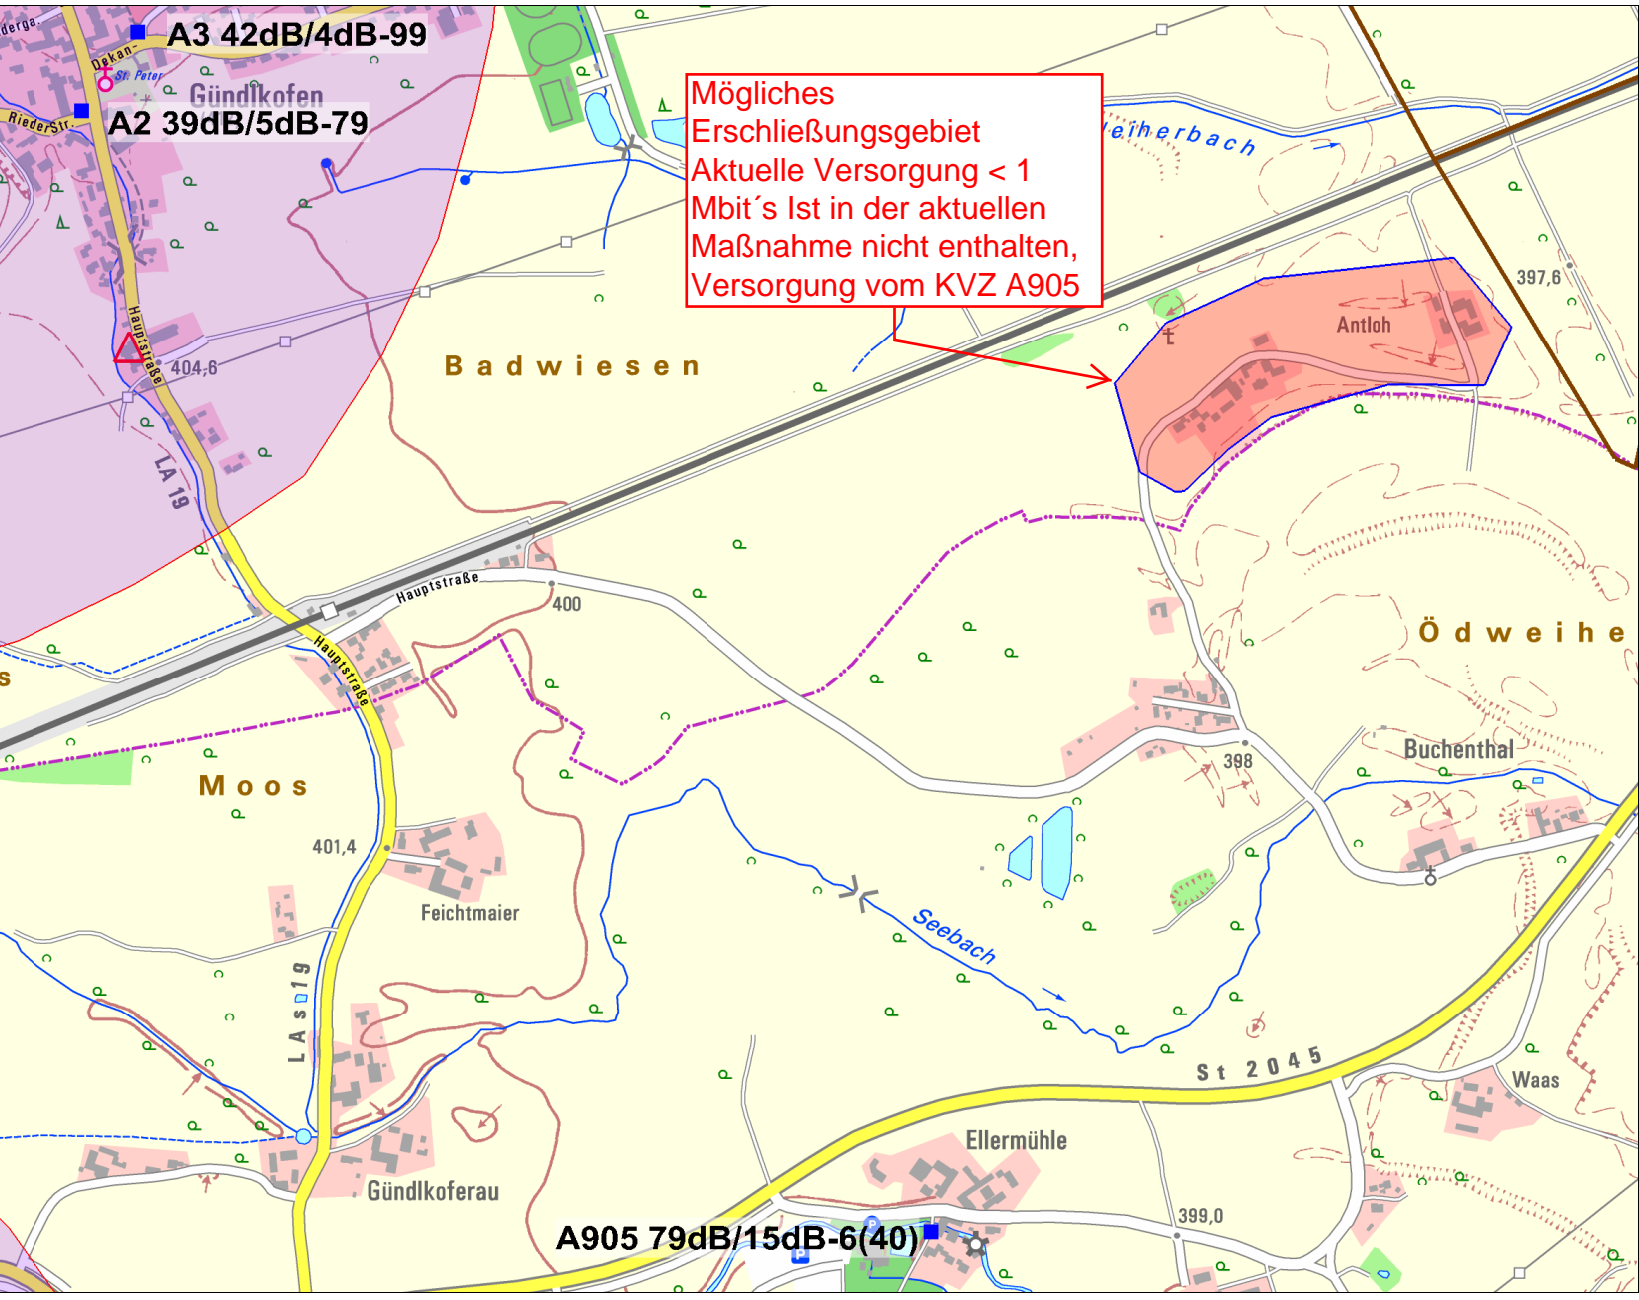 derga.
A3 42dB/4dB-99
Dekan-
St. Peter
Gündlkofen
RiederStr.
A2 39dB/5dB-79
Mögliches
Erschließungsgebiet
Aktuelle Versorgung < 1
Mbit´s Ist in der aktuellen
Maßnahme nicht enthalten,
Versorgung vom KVZ A905
eiherbach
397,6
Antloh
Hauptstraße
404,6
Badwiesen
LA 19
Hauptstraße
400
Hauptstraße
Ödweihe
s
Moos
398
Buchenthal
401,4
Feichtmaier
Seebach
LAs19
St 2045
Waas
Ellermühle
Gündlkoferau
399,0
A905 79dB/15dB-6(40)
P
P